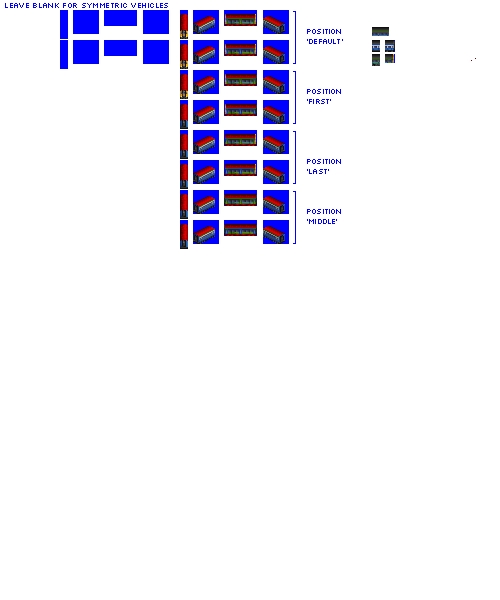 LEAVE BLANK FOR SYMMETRIC VEHICLES
POSITION
'DEFAULT'
POSITION
'FIRST'
POSITION
'LAST'
POSITION
'MIDDLE'